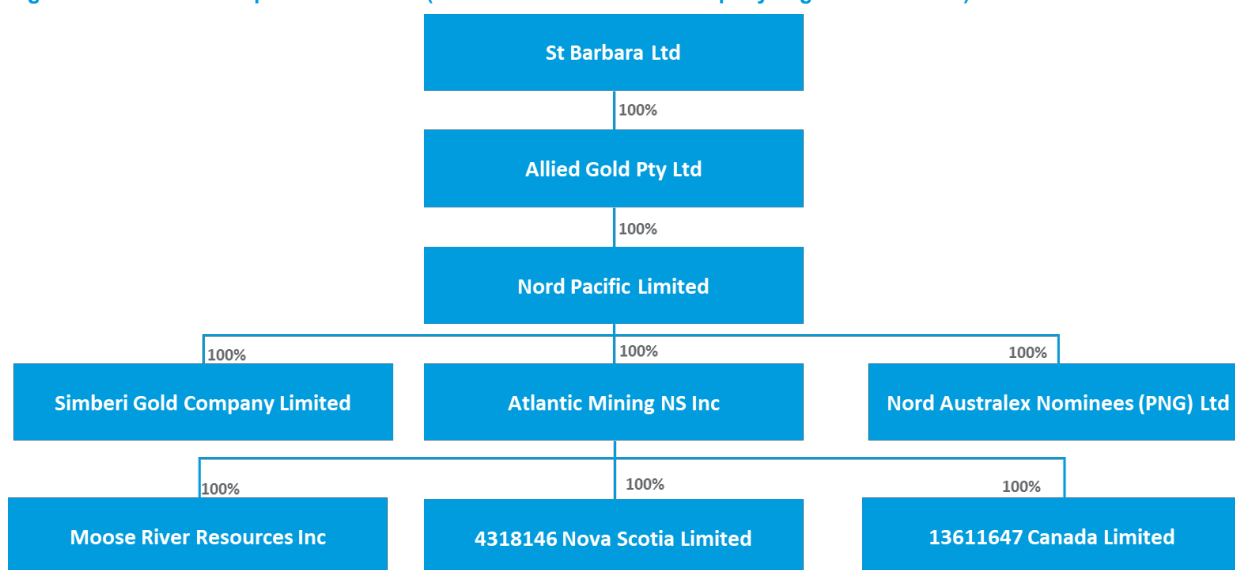 St Barbara Ltd
100%
Allied Gold Pty Ltd
100%
Nord Pacific Limited
100%
100%
100%
Simberi Gold Company Limited
Atlantic Mining NS Inc
Nord Australex Nominees (PNG) Ltd
100%
100%
100%
Moose River Resources Inc
4318146 Nova Scotia Limited
13611647 Canada Limited